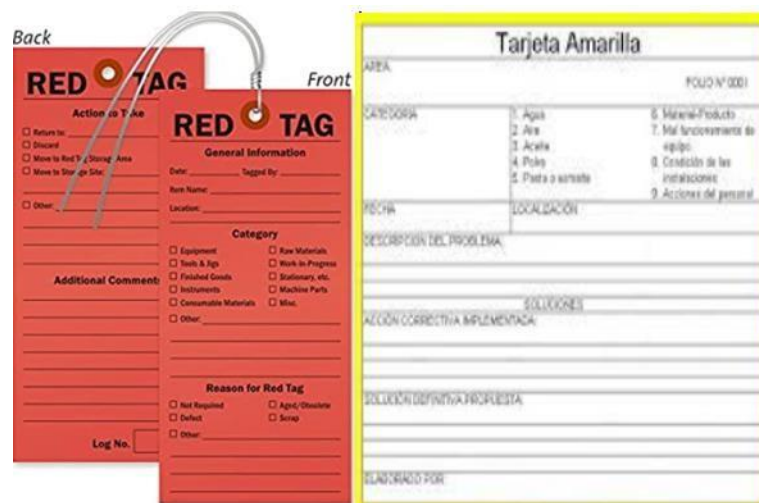 Back
RED TAG
Action to Take
☐ Return to:
☐ Discard
☐ Move to Red Tag Storage Area
☐ Move to Storage Site:
☐ Other:
Additional Comments
Log No.
Front
RED TAG
General Information
Date: Tagged By:
Item Name:
Location:
Category
☐ Equipment ☐ Raw Materials
☐ Tools & Jigs ☐ Work-In-Progress
☐ Finished Goods ☐ Stationary, etc.
☐ Instruments ☐ Machine Parts
☐ Consumable Materials ☐ Misc.
☐ Other:
Reason for Red Tag
☐ Not Required ☐ Aged/Obsolete
☐ Defect ☐ Scrap
☐ Other:
Tarjeta Amarilla
AREA:
FOLIO Nº 0001
CATEGORIA
1. Agua
2. Aire
3. Aceite
4. Polvo
5. Pasta o esmalte
6. Material-Producto
7. Mal funcionamiento de
equipo
8. Condición de las
instalaciones
9. Acciones del personal
FECHA LOCALIZACIÓN
DESCRIPCION DEL PROBLEMA:
SOLUCIONES
ACCIÓN CORRECTIVA IMPLEMENTADA:
SOLUCIÓN DEFINITIVA PROPUESTA:
ELABORADO POR: